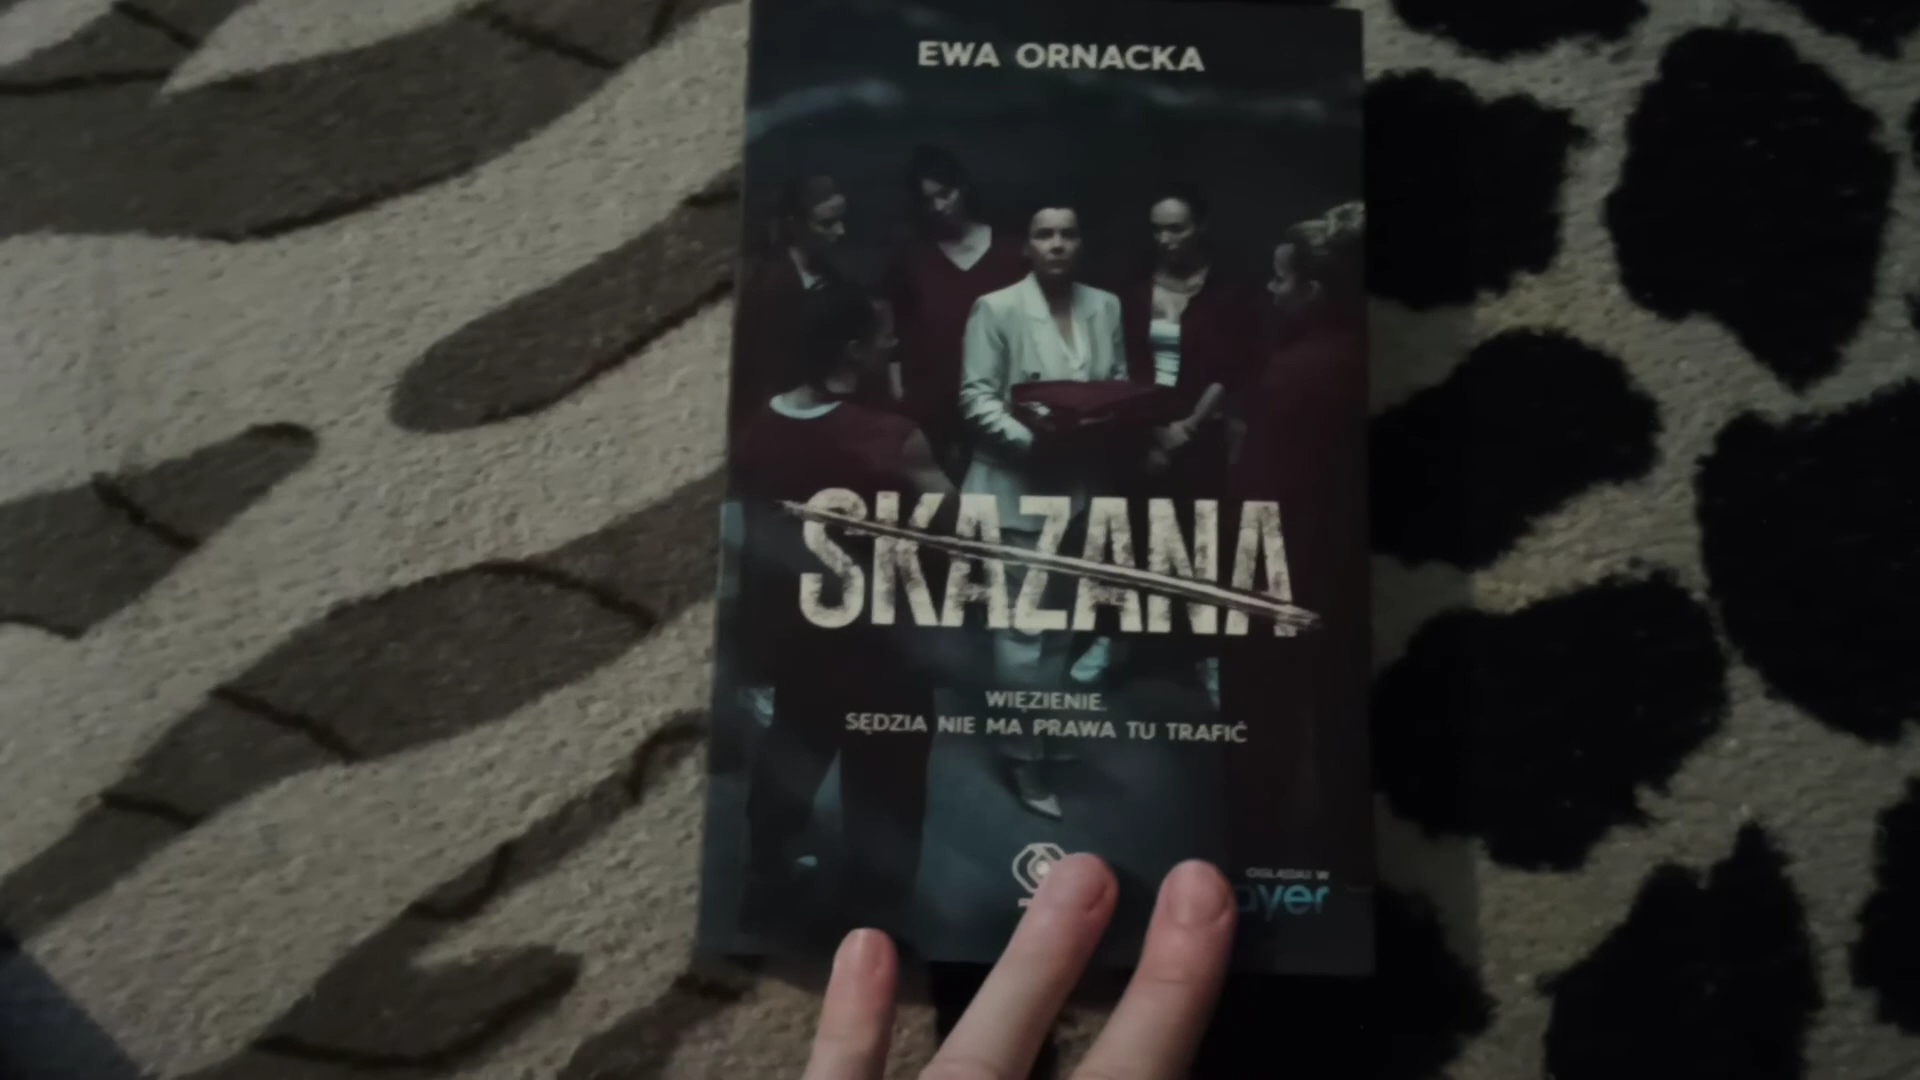 EWA ORNACKA
SKAZANA
WIĘZIENIE.
SĘDZIA NIE MA PRAWA TU TRAFIĆ
OGLĄDAJ W
ayer